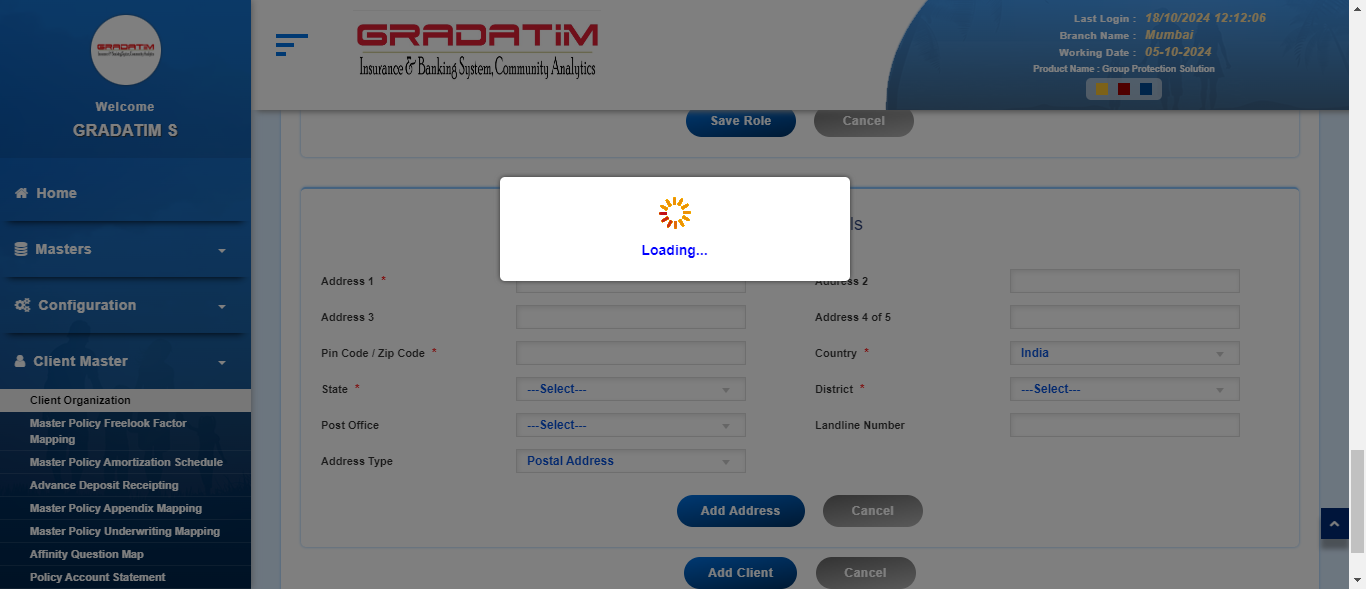 GRADATIM
Insurance & Banking System, Community Analytics
Welcome
GRADATIM S
Home
Masters
Configuration
Client Master
Client Organization
Master Policy Freelook Factor
Mapping
Master Policy Amortization Schedule
Advance Deposit Receipting
Master Policy Appendix Mapping
Master Policy Underwriting Mapping
Affinity Question Map
Policy Account Statement
GRADATIM
Insurance & Banking System, Community Analytics
Last Login : 18/10/2024 12:12:06
Branch Name : Mumbai
Working Date : 05-10-2024
Product Name : Group Protection Solution
Save Role Cancel
ls
Loading...
Address 1 * Address 2
Address 3 Address 4 of 5
Pin Code / Zip Code * Country * India
State * ---Select--- District * ---Select---
Post Office ---Select--- Landline Number
Address Type Postal Address
Add Address Cancel
Add Client Cancel